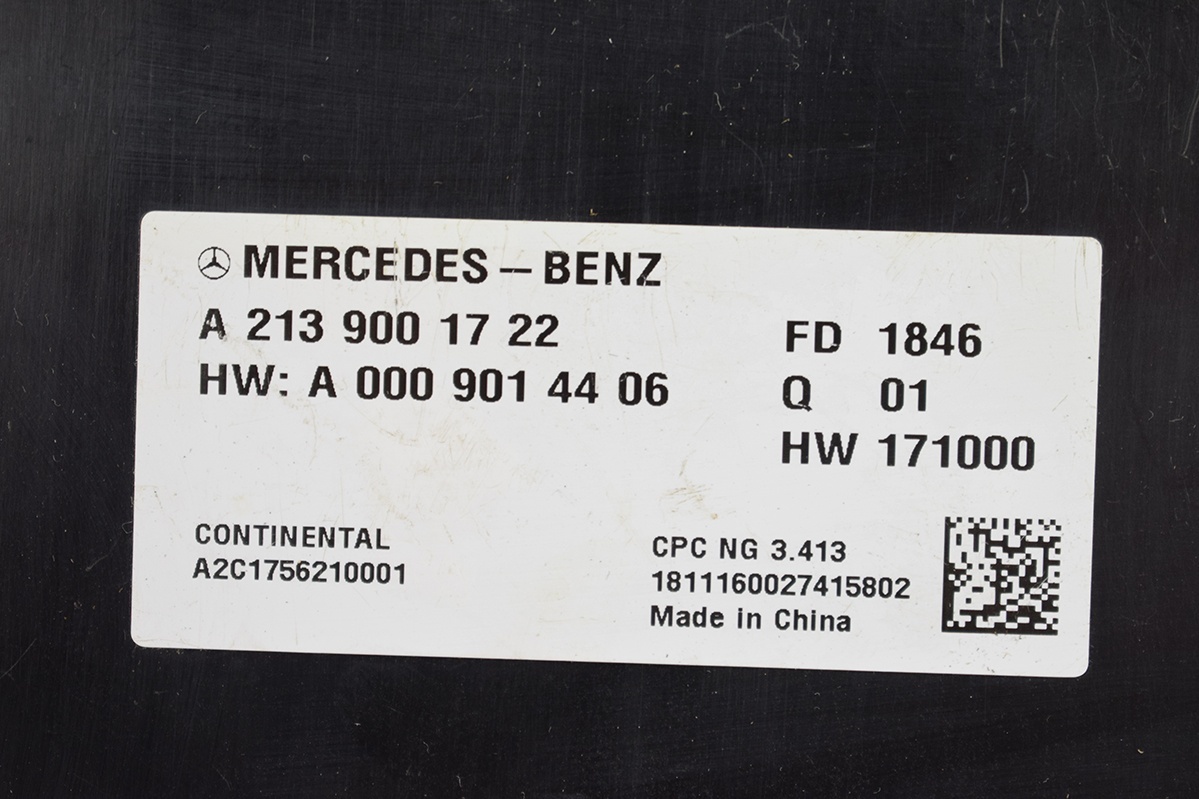 MERCEDES – BENZ
A 213 900 17 22
HW: A 000 901 44 06
FD 1846
Q 01
HW 171000
CONTINENTAL
A2C1756210001
CPC NG 3.413
1811160027415802
Made in China